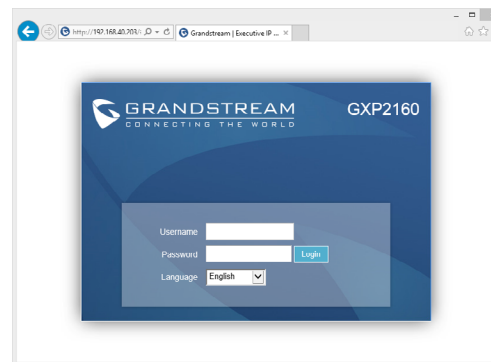 http://192.168.40.203/
Grandstream | Executive IP ...
GRANDSTREAM
CONNECTING THE WORLD
GXP2160
Username
Password
Login
Language
English